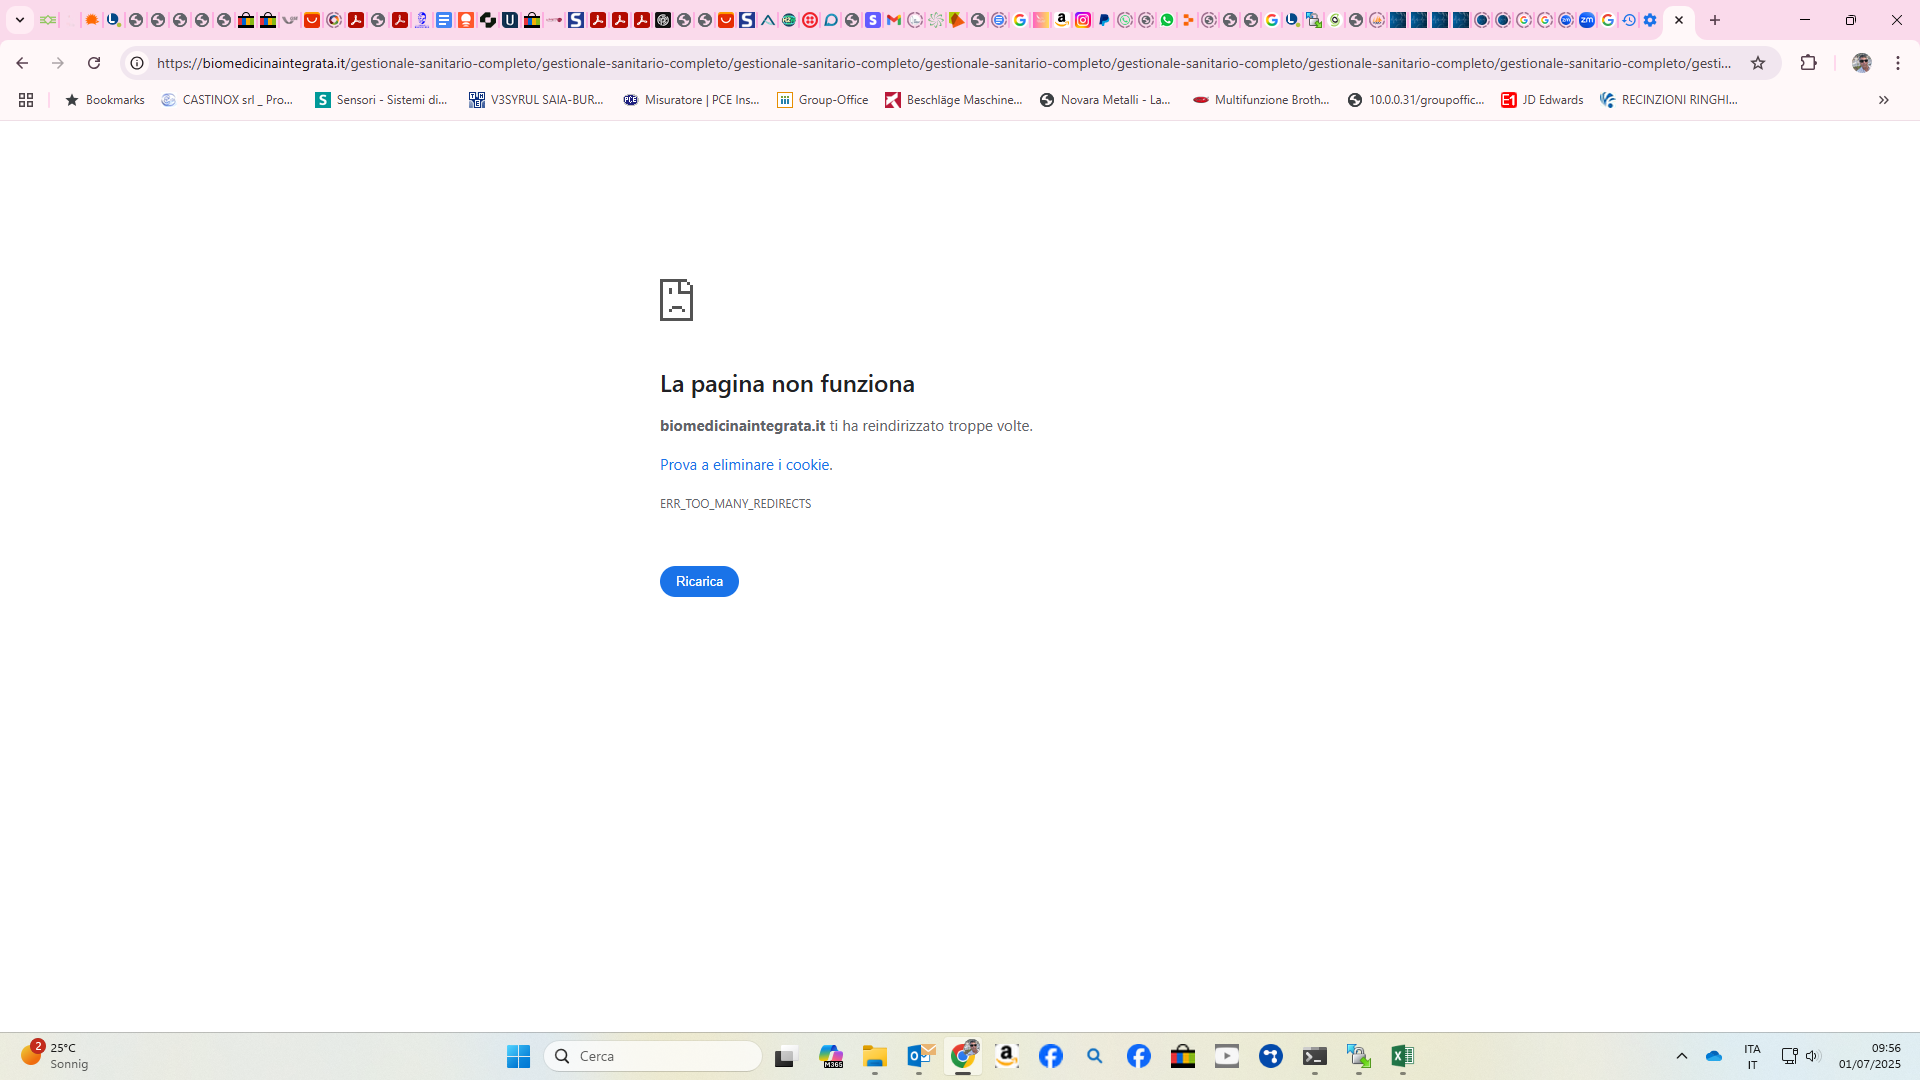 https://biomedicinaintegrata.it/gestionale-sanitario-completo/gestionale-sanitario-completo/gestionale-sanitario-completo/gestionale-sanitario-completo/gestionale-sanitario-completo/gestionale-sanitario-completo/gestionale-sanitario-completo/gestionale-sanitario-completo/gesti...
Bookmarks
CASTINOX srl _ Pro...
Sensori - Sistemi di...
V3SYRUL SAIA-BUR...
Misuratore | PCE Ins...
Group-Office
Beschläge Maschine...
Novara Metalli - La...
Multifunzione Broth...
10.0.0.31/groupoffic...
JD Edwards
RECINZIONI RINGHI...
La pagina non funziona
biomedicinaintegrata.it ti ha reindirizzato troppe volte.
Prova a eliminare i cookie.
ERR_TOO_MANY_REDIRECTS
Ricarica
2
25°C
Sonnig
Cerca
M365
ITA
IT
09:56
01/07/2025